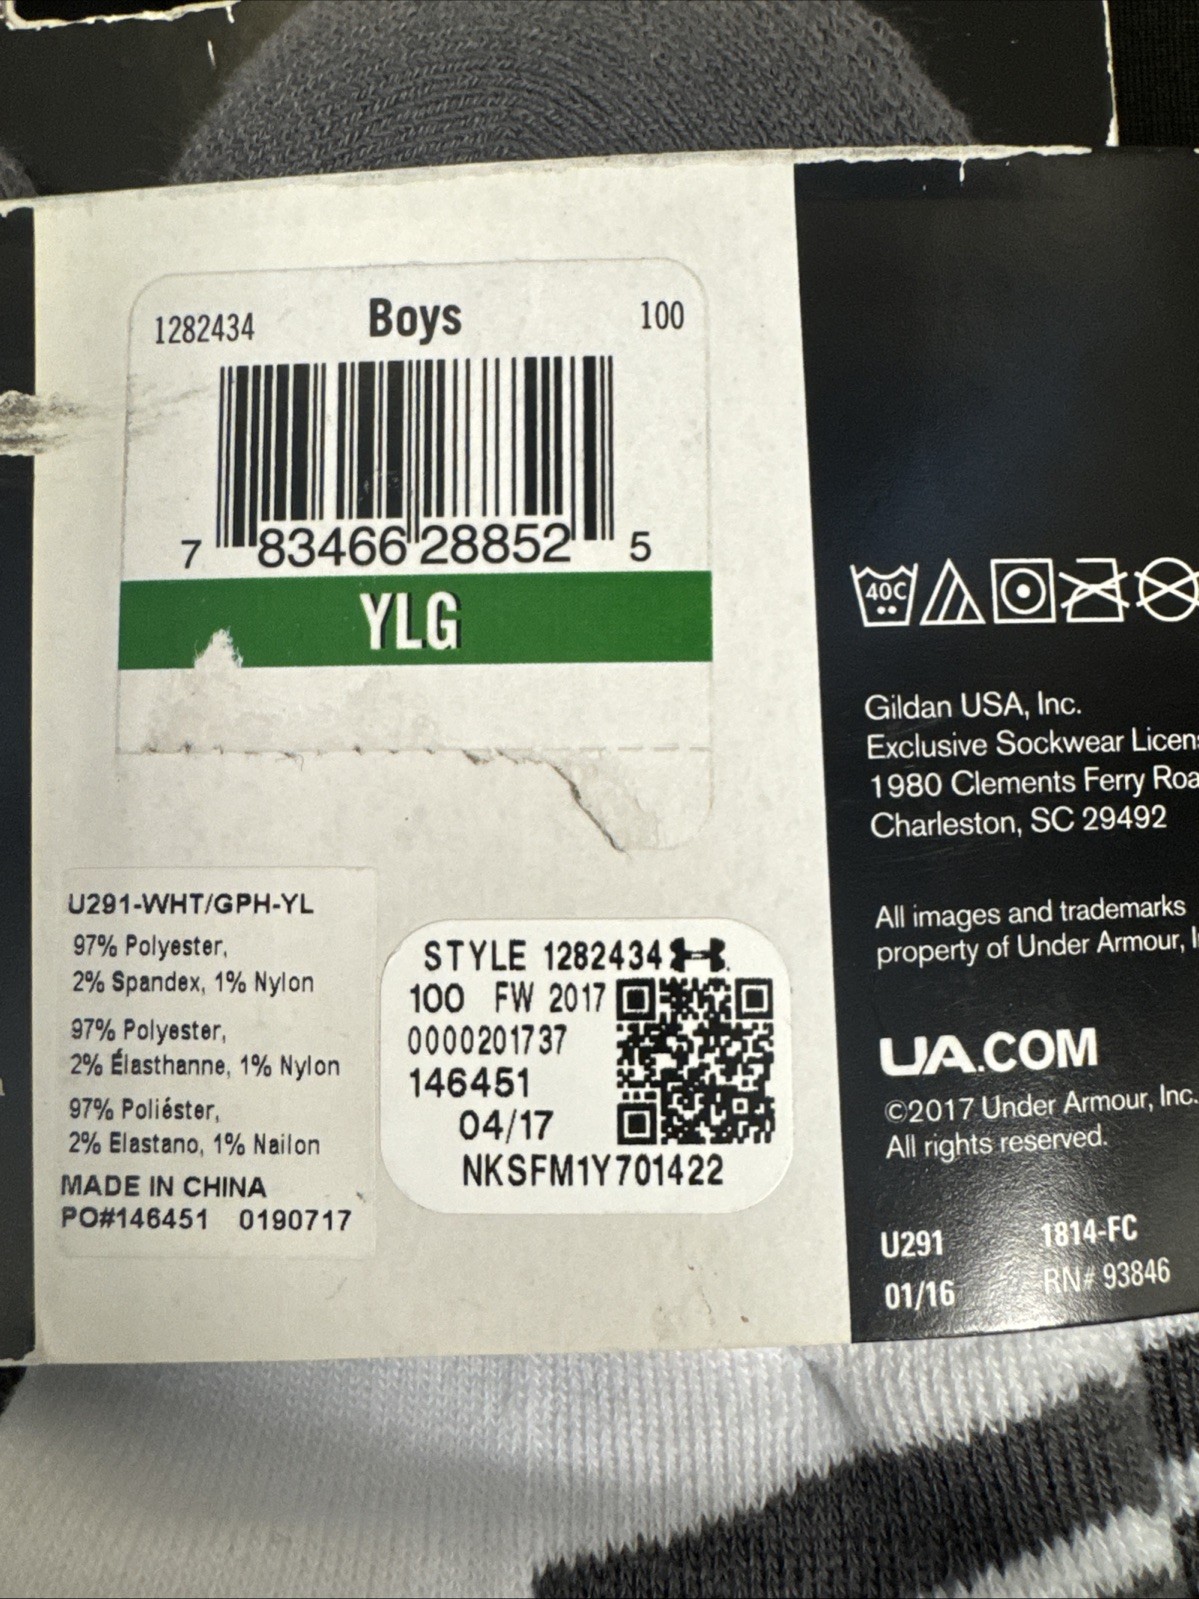 1282434 Boys 100
7 83466 28852 5
YLG
U291-WHT/GPH-YL
97% Polyester,
2% Spandex, 1% Nylon
97% Polyester,
2% Élasthanne, 1% Nylon
97% Poliéster,
2% Elastano, 1% Nailon
MADE IN CHINA
PO#146451 0190717
STYLE 1282434
100 FW 2017
0000201737
146451
04/17
NKSFM1Y701422
40C
Gildan USA, Inc.
Exclusive Sockwear
1980 Clements Ferry
Charleston, SC 29492
All images and trademarks
property of Under Armour,
UA.COM
©2017 Under Armour, Inc.
All rights reserved.
U291 1814-FC
01/16 RN# 93846